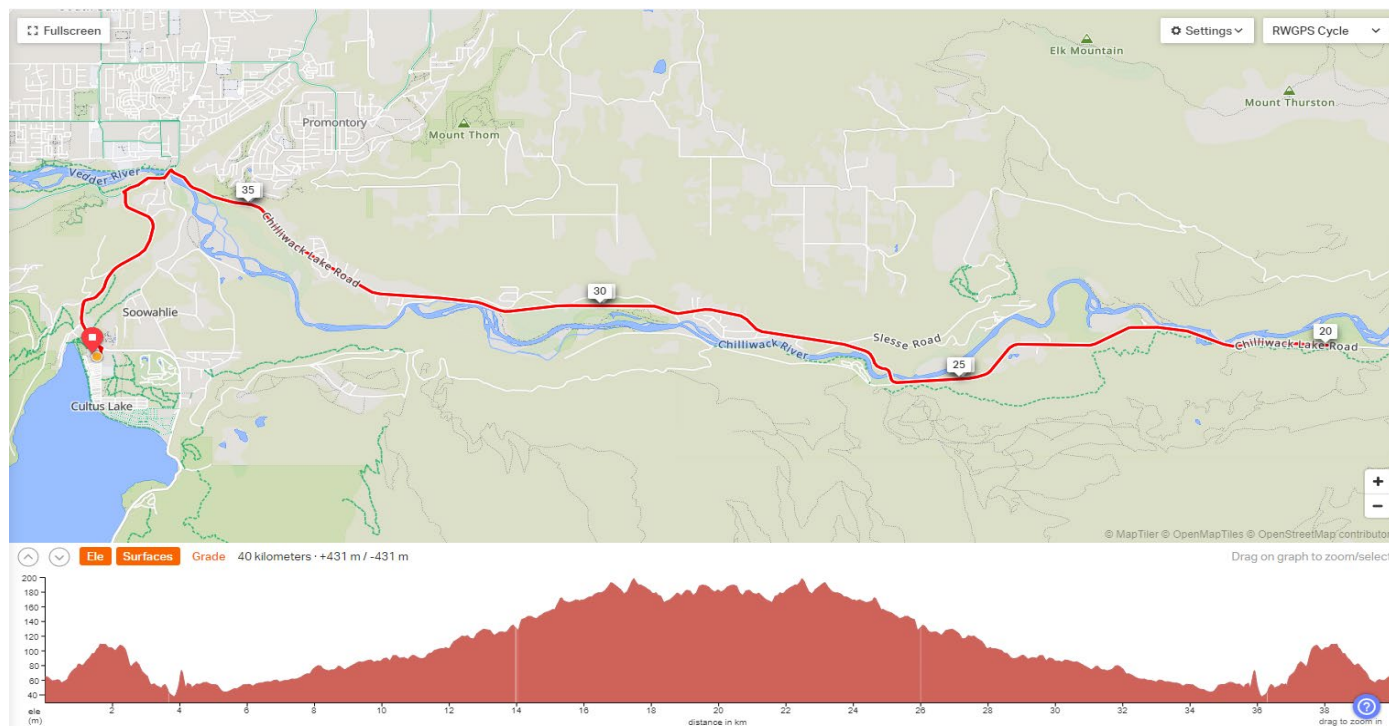 Fullscreen
Settings
RWGPS Cycle
Elk Mountain
Mount Thurston
Promontory
Mount Thom
Vedder River
35
Chilliwack Lake Road
30
Soowahlie
Slesse Road
20
Chilliwack River
Chilliwack Lake Road
25
Cultus Lake
+
−
© MapTiler © OpenMapTiles © OpenStreetMap contributor
Ele Surfaces Grade 40 kilometers · +431 m / -431 m
Drag on graph to zoom/select
200
180
160
140
120
100
80
60
40
ele
(m)
2 4 6 8 10 12 14 16 18 20 22 24 26 28 30 32 34 36 38
distance in km
drag to zoom in
?